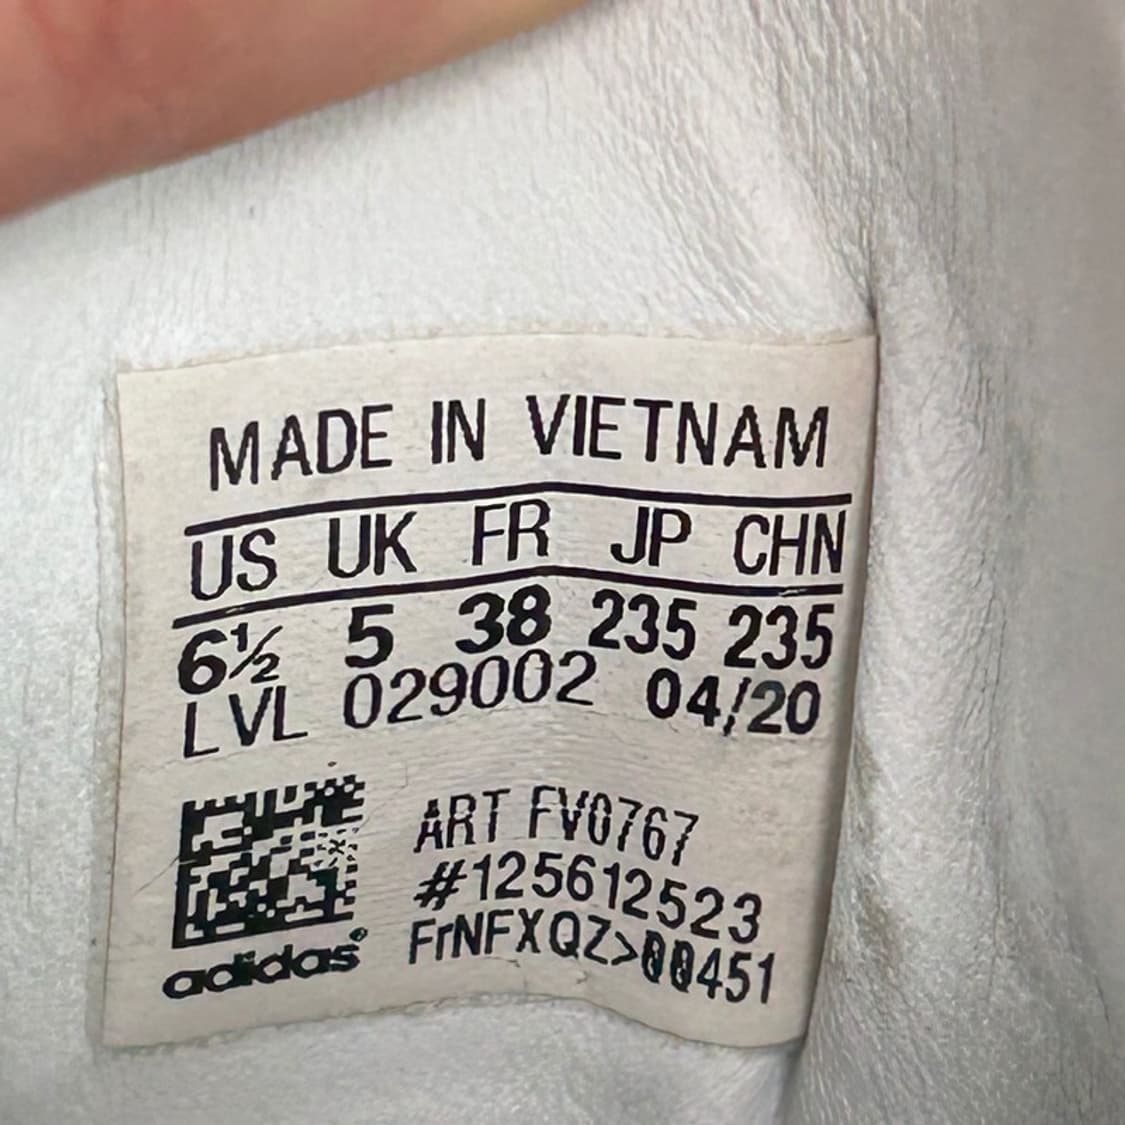 MADE IN VIETNAM
US UK FR JP CHN
6½ 5 38 235 235
LVL 029002 04/20
ART FV0767
#125612523
FrNFXQZ>00451
adidas®